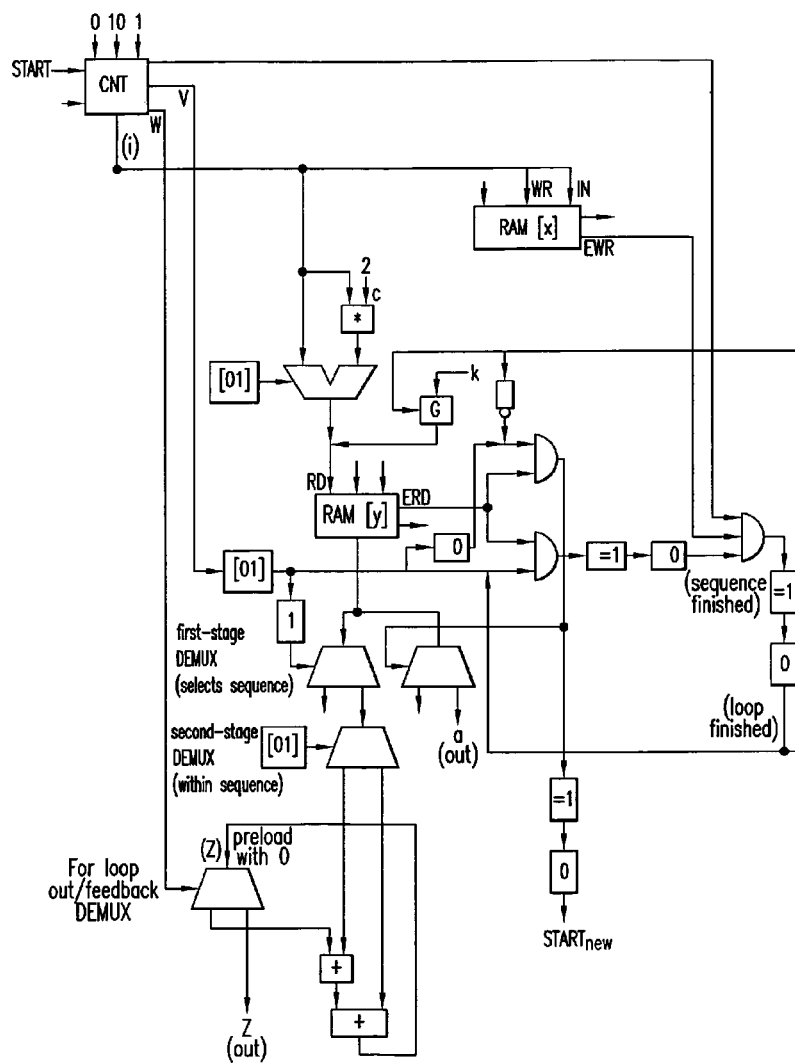 0 10 1
START
CNT
V
W
(i)
WR IN
RAM [x]
EWR
2
c
*
[01]
k
G
RD
ERD
RAM [y]
0
[01]
=1
0
(sequence
finished)
=1
1
first-stage
DEMUX
(selects sequence)
0
(loop
finished)
a
(out)
second-stage
DEMUX
(within sequence)
[01]
=1
(Z)
preload
with 0
For loop
out/feedback
DEMUX
0
START new
+
Z
(out)
+